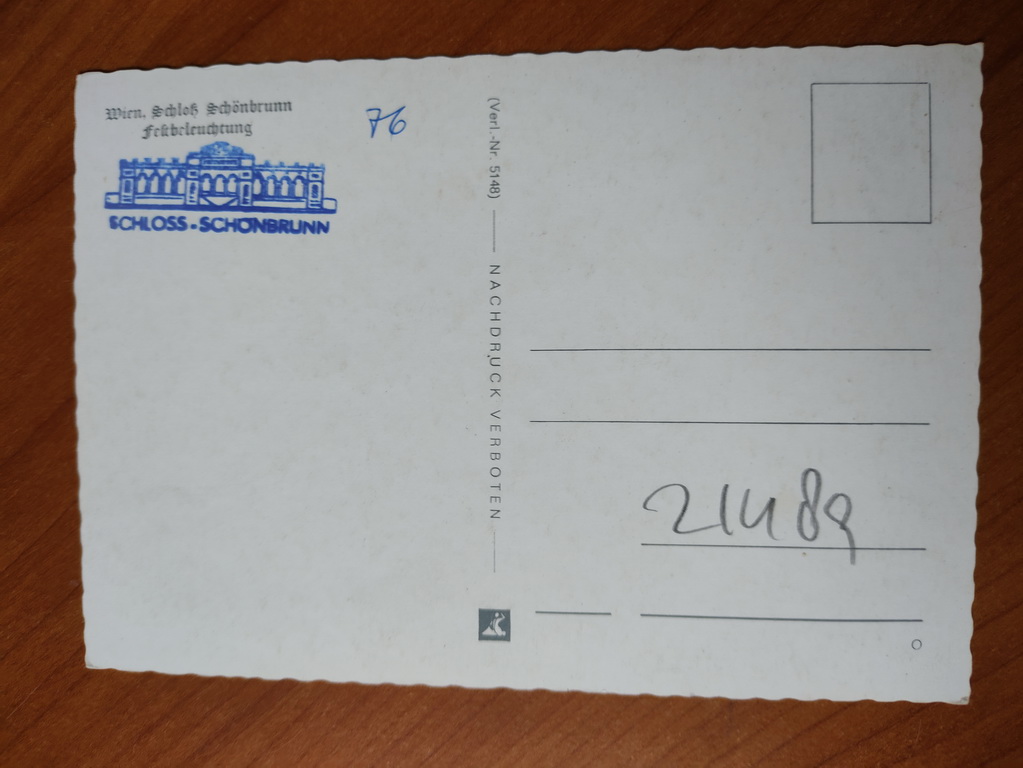 Wien, Schloß Schönbrunn
Festbeleuchtung
76
SCHLOSS-SCHÖNBRUNN
(Verl.-Nr. 5148) NACHDRUCK VERBOTEN
21489